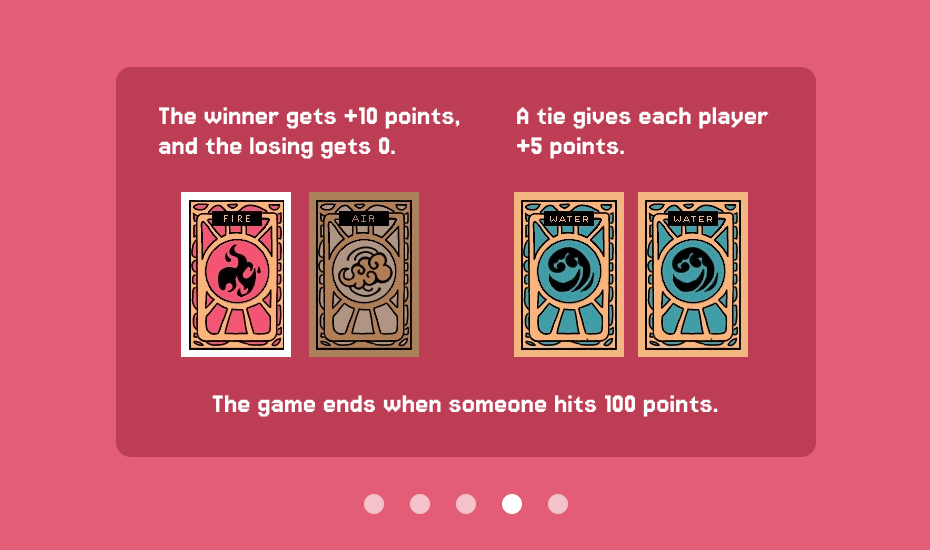 The winner gets +10 points,
and the losing gets 0.
A tie gives each player
+5 points.
FIRE
AIR
WATER
WATER
The game ends when someone hits 100 points.